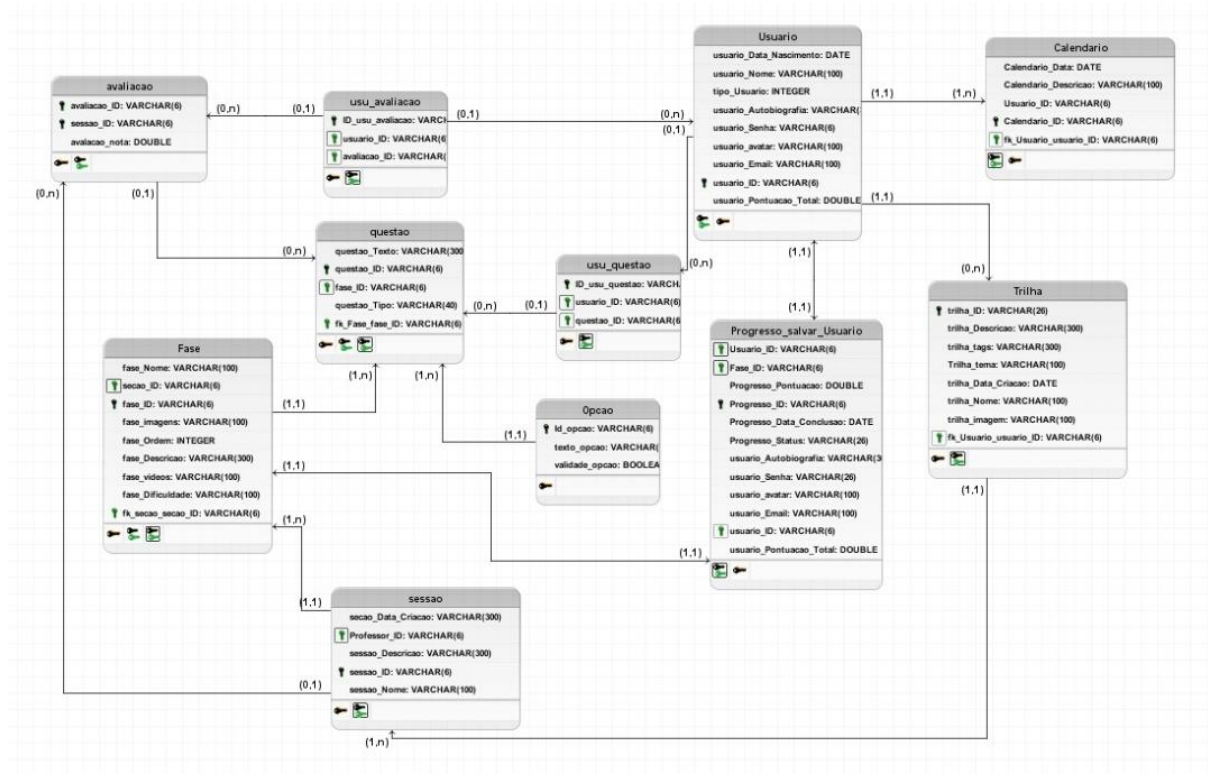 Usuario
usuario_Data_Nascimento: DATE
usuario_Nome: VARCHAR(100)
tipo_Usuario: INTEGER
usuario_Autobiografia: VARCHAR(
usuario_Senha: VARCHAR(6)
usuario_avatar: VARCHAR(100)
usuario_Email: VARCHAR(100)
usuario_ID: VARCHAR(6)
usuario_Pontuacao_Total: DOUBLE
Calendario
Calendario_Data: DATE
Calendario_Descricao: VARCHAR(100)
Usuario_ID: VARCHAR(6)
Calendario_ID: VARCHAR(6)
fk_Usuario_usuario_ID: VARCHAR(6)
(1,1)
(1,n)
avaliacao
avaliacao_ID: VARCHAR(6)
sessao_ID: VARCHAR(6)
avalacao_nota: DOUBLE
(0,n)
(0,1)
usu_avaliacao
ID_usu_avaliacao: VARCH
usuario_ID: VARCHAR(6
avaliacao_ID: VARCHAR(
(0,1)
(0,n)
(0,1)
(0,n)
(0,1)
(1,1)
questao
questao_Texto: VARCHAR(300
questao_ID: VARCHAR(6)
fase_ID: VARCHAR(6)
questao_Tipo: VARCHAR(40)
fk_Fase_fase_ID: VARCHAR(6)
(0,n)
(0,n)
(0,1)
usu_questao
ID_usu_questao: VARCH
usuario_ID: VARCHAR(6)
questao_ID: VARCHAR(6
(0,n)
(1,1)
(1,1)
(0,n)
Trilha
trilha_ID: VARCHAR(26)
trilha_Descricao: VARCHAR(300)
trilha_tags: VARCHAR(300)
Trilha_tema: VARCHAR(100)
trilha_Data_Criacao: DATE
trilha_Nome: VARCHAR(100)
trilha_imagem: VARCHAR(100)
fk_Usuario_usuario_ID: VARCHAR(6)
(1,1)
Progresso_salvar_Usuario
Usuario_ID: VARCHAR(6)
Fase_ID: VARCHAR(6)
Progresso_Pontuacao: DOUBLE
Progresso_ID: VARCHAR(6)
Progresso_Data_Conclusao: DATE
Progresso_Status: VARCHAR(26)
usuario_Autobiografia: VARCHAR(3
usuario_Senha: VARCHAR(26)
usuario_avatar: VARCHAR(100)
usuario_Email: VARCHAR(100)
usuario_ID: VARCHAR(6)
usuario_Pontuacao_Total: DOUBLE
Fase
fase_Nome: VARCHAR(100)
secao_ID: VARCHAR(6)
fase_ID: VARCHAR(6)
fase_imagens: VARCHAR(100)
fase_Ordem: INTEGER
fase_Descricao: VARCHAR(300)
fase_videos: VARCHAR(100)
fase_Dificuldade: VARCHAR(100)
fk_secao_secao_ID: VARCHAR(6)
(1,n)
(1,n)
(1,1)
(1,1)
(1,n)
Opcao
Id_opcao: VARCHAR(6)
texto_opcao: VARCHAR(
validade_opcao: BOOLEA
(1,1)
(1,1)
sessao
secao_Data_Criacao: VARCHAR(300)
Professor_ID: VARCHAR(6)
sessao_Descricao: VARCHAR(300)
sessao_ID: VARCHAR(6)
sessao_Nome: VARCHAR(100)
(1,1)
(0,1)
(1,n)